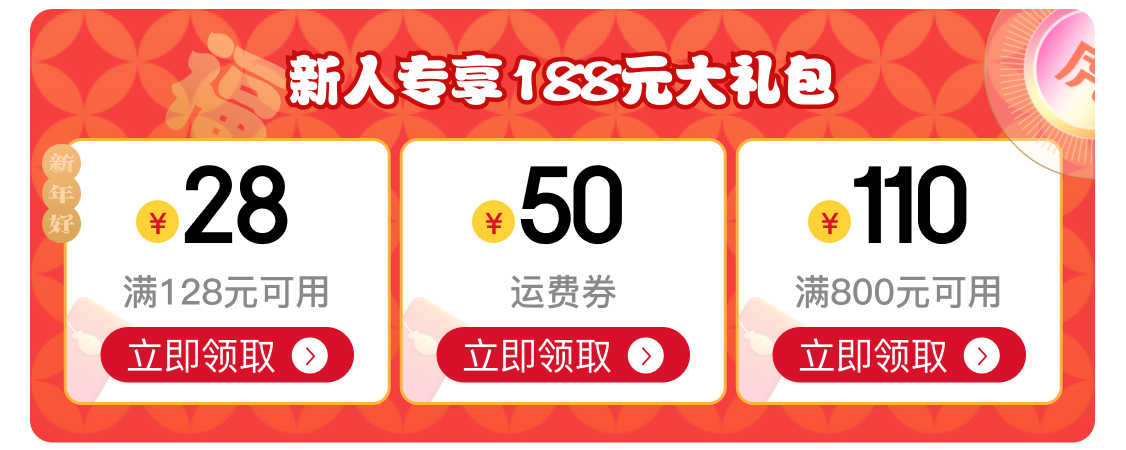 福
新人专享188元大礼包
新
年
好
¥28
满128元可用
立即领取
¥50
运费券
立即领取
¥110
满800元可用
立即领取